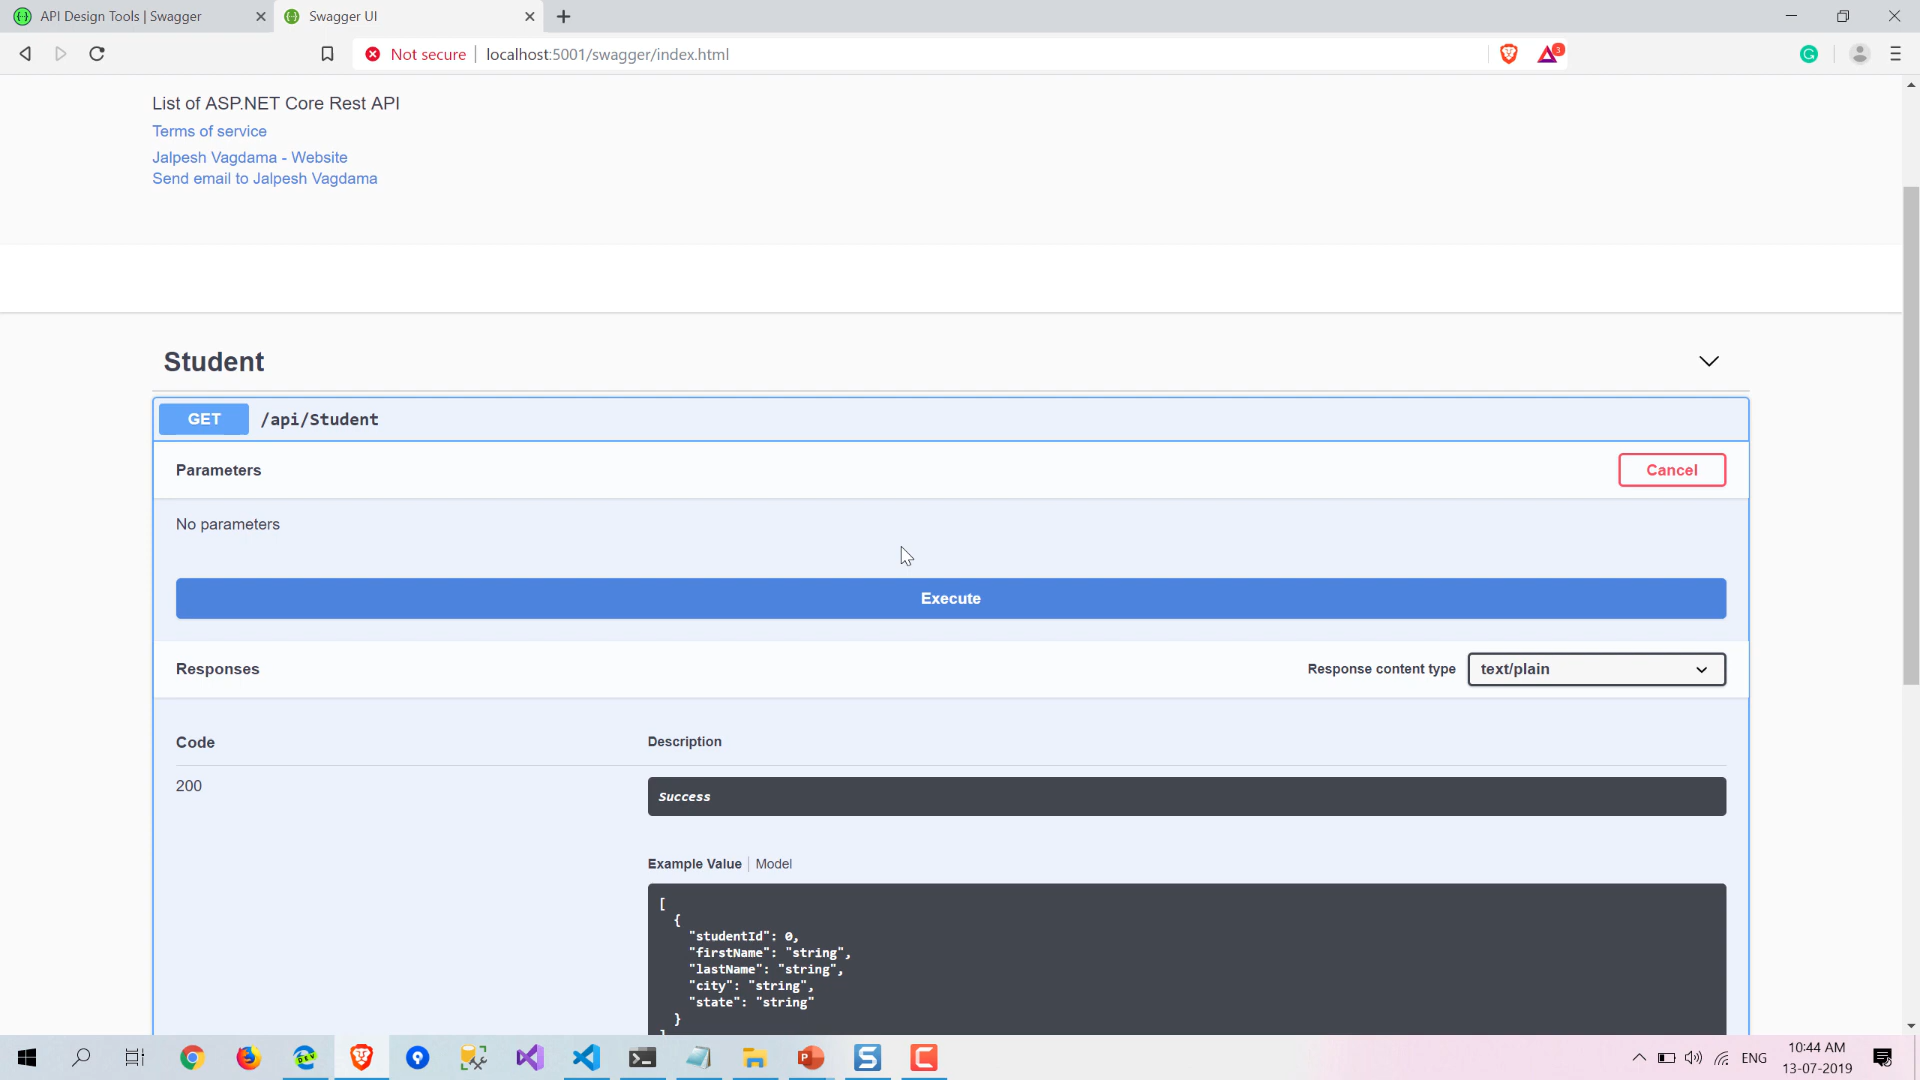 API Design Tools | Swagger
Swagger UI
Not secure
localhost:5001/swagger/index.html
3
List of ASP.NET Core Rest API
Terms of service
Jalpesh Vagdama - Website
Send email to Jalpesh Vagdama
Student
GET /api/Student
Parameters
Cancel
No parameters
Execute
Responses
Response content type
text/plain
Code
Description
200
Success
Example Value | Model
[
{
"studentId": 0,
"firstName": "string",
"lastName": "string",
"city": "string",
"state": "string"
}
]
DEV
ENG
10:44 AM
13-07-2019